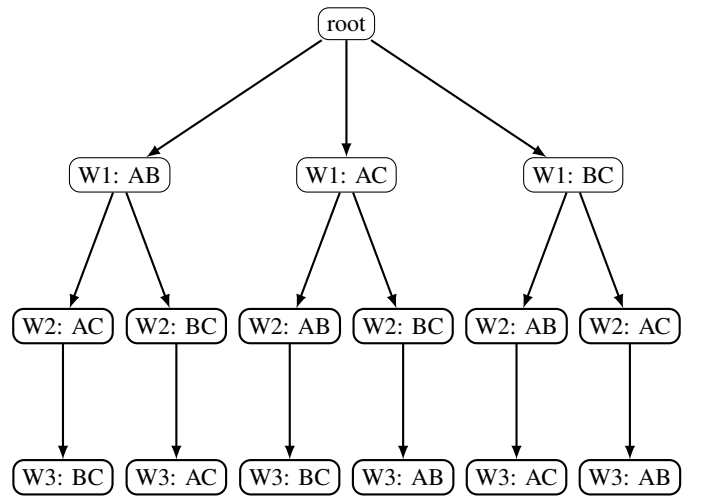 root
W1: AB W1: AC W1: BC
W2: AC W2: BC W2: AB W2: BC W2: AB W2: AC
W3: BC W3: AC W3: BC W3: AB W3: AC W3: AB